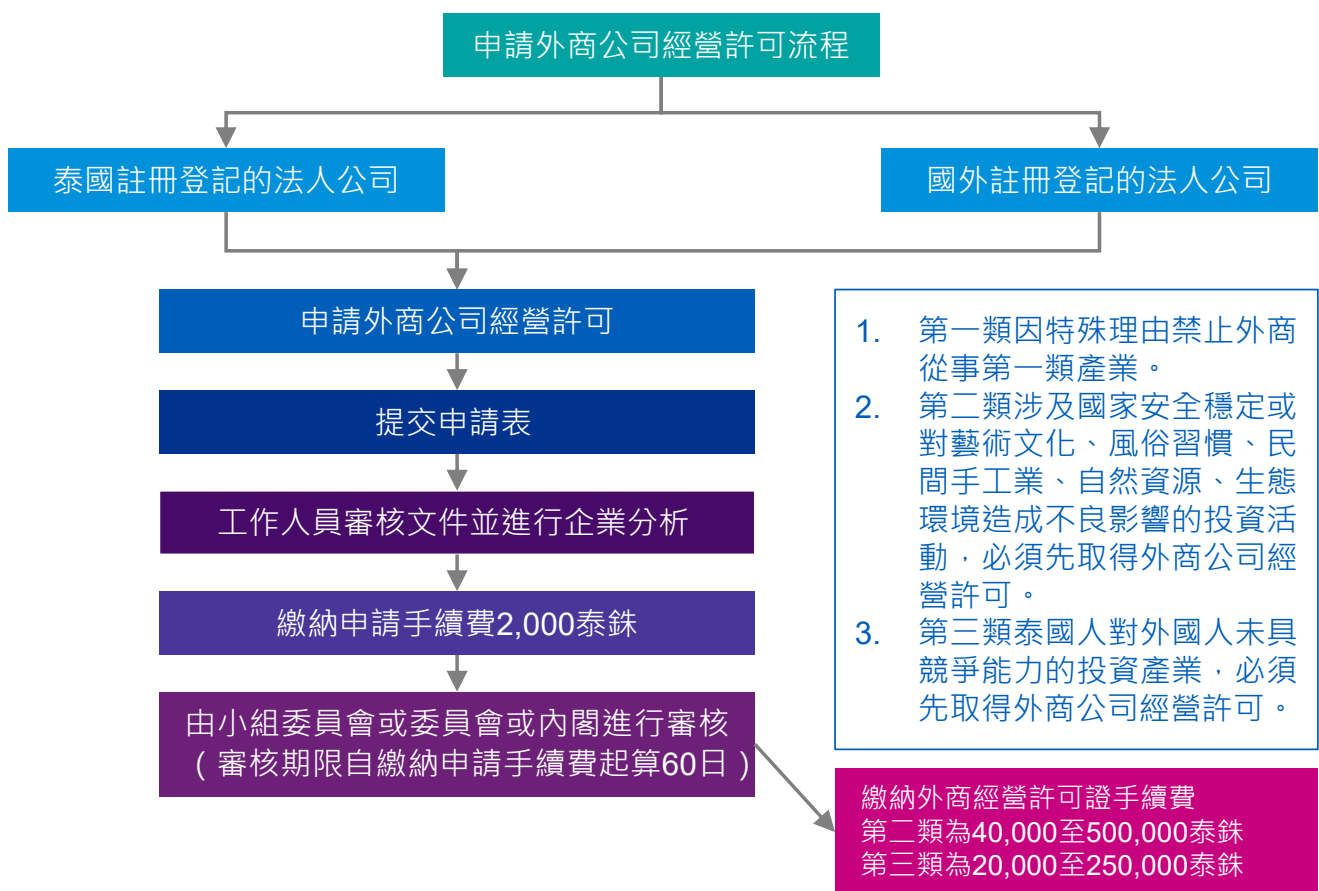 申請外商公司經營許可流程
泰國註冊登記的法人公司
國外註冊登記的法人公司
申請外商公司經營許可
提交申請表
工作人員審核文件並進行企業分析
繳納申請手續費2,000泰銖
由小組委員會或委員會或內閣進行審核
（審核期限自繳納申請手續費起算60日）
1. 第一類因特殊理由禁止外商
從事第一類產業。
2. 第二類涉及國家安全穩定或
對藝術文化、風俗習慣、民
間手工業、自然資源、生態
環境造成不良影響的投資活
動，必須先取得外商公司經
營許可。
3. 第三類泰國人對外國人未具
競爭能力的投資產業，必須
先取得外商公司經營許可。
繳納外商經營許可證手續費
第二類為40,000至500,000泰銖
第三類為20,000至250,000泰銖